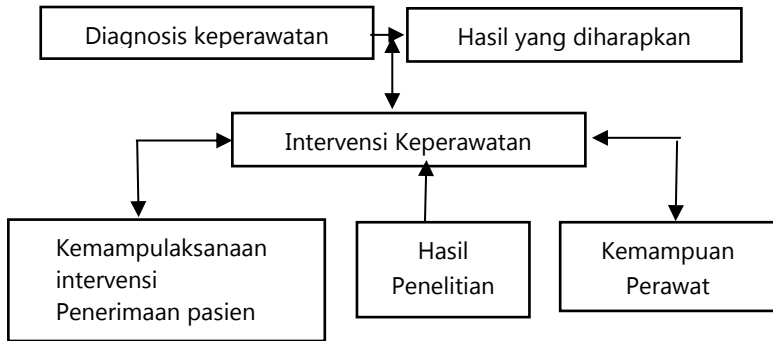 Diagnosis keperawatan
Hasil yang diharapkan
Intervensi Keperawatan
Kemampulaksanaan
intervensi
Penerimaan pasien
Hasil
Penelitian
Kemampuan
Perawat